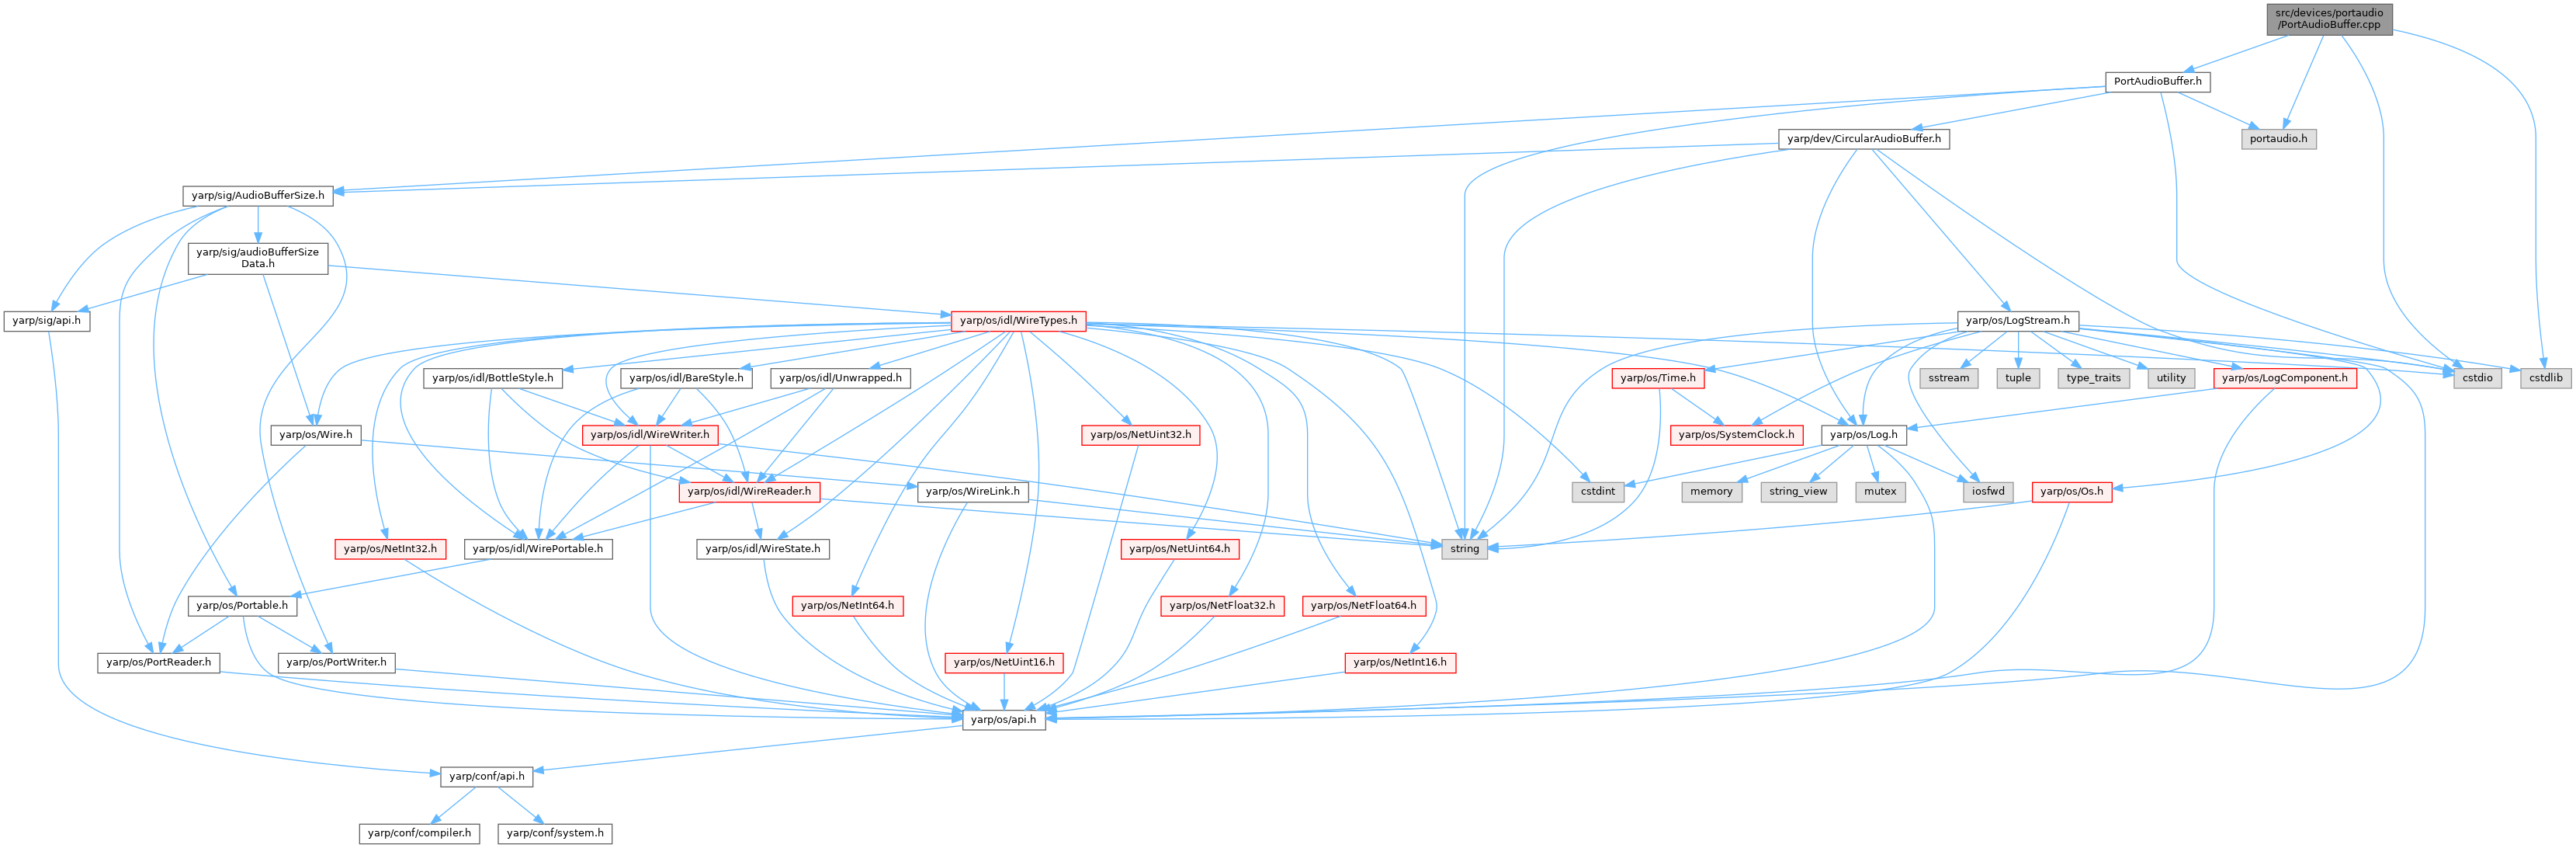 src/devices/portaudio
/PortAudioBuffer.cpp
PortAudioBuffer.h
yarp/dev/CircularAudioBuffer.h
portaudio.h
yarp/sig/AudioBufferSize.h
yarp/sig/audioBufferSize
Data.h
yarp/sig/api.h
yarp/os/idl/WireTypes.h
yarp/os/LogStream.h
yarp/os/idl/BottleStyle.h
yarp/os/idl/BareStyle.h
yarp/os/idl/Unwrapped.h
yarp/os/Time.h
sstream
tuple
type_traits
utility
yarp/os/LogComponent.h
cstdio
cstdlib
yarp/os/Wire.h
yarp/os/idl/WireWriter.h
yarp/os/NetUint32.h
yarp/os/SystemClock.h
yarp/os/Log.h
yarp/os/idl/WireReader.h
yarp/os/WireLink.h
cstdint
memory
string_view
mutex
iosfwd
yarp/os/Os.h
yarp/os/NetInt32.h
yarp/os/idl/WirePortable.h
yarp/os/idl/WireState.h
yarp/os/NetUint64.h
string
yarp/os/Portable.h
yarp/os/NetInt64.h
yarp/os/NetFloat32.h
yarp/os/NetFloat64.h
yarp/os/PortReader.h
yarp/os/PortWriter.h
yarp/os/NetUint16.h
yarp/os/NetInt16.h
yarp/os/api.h
yarp/conf/api.h
yarp/conf/compiler.h
yarp/conf/system.h